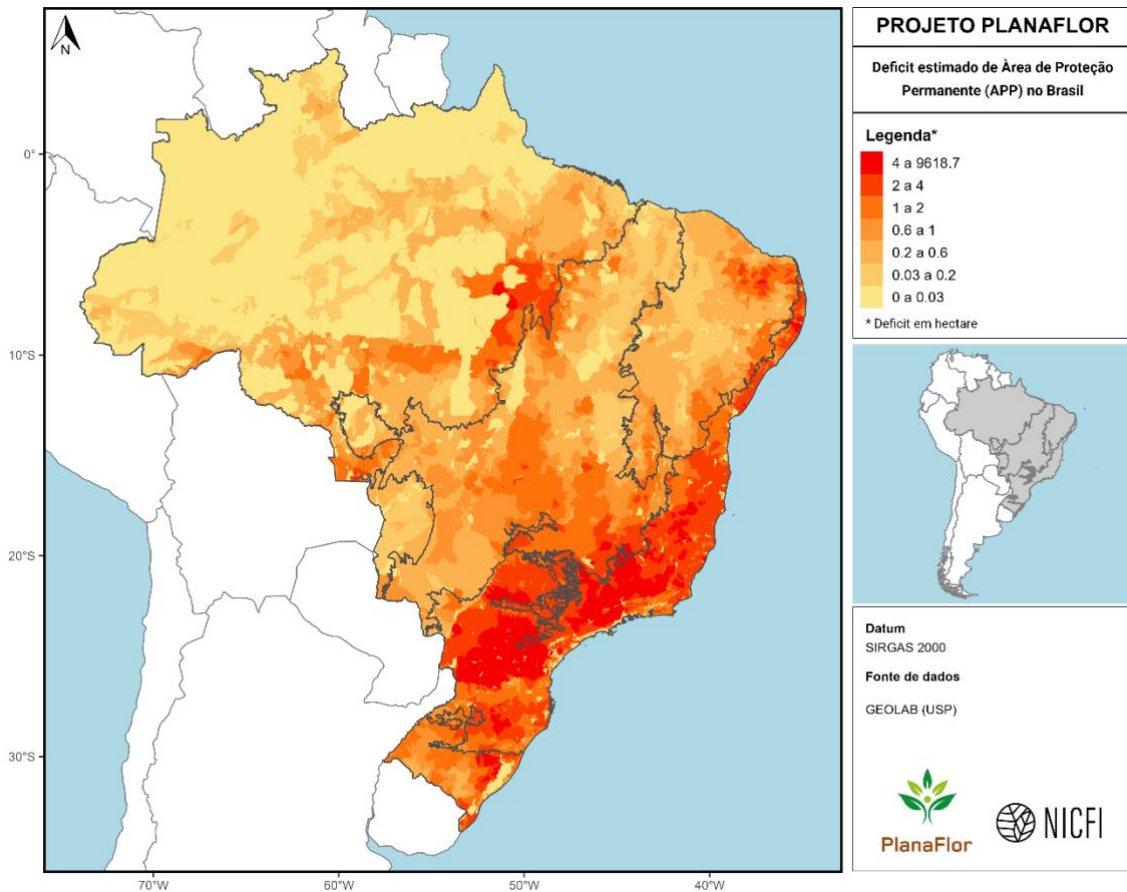 N
0°
10°S
20°S
30°S
70°W
60°W
50°W
40°W
PROJETO PLANAFLOR
Deficit estimado de Àrea de Proteção
Permanente (APP) no Brasil
Legenda*
4 a 9618.7
2 a 4
1 a 2
0.6 a 1
0.2 a 0.6
0.03 a 0.2
0 a 0.03
* Deficit em hectare
Datum
SIRGAS 2000
Fonte de dados
GEOLAB (USP)
PlanaFlor
NICFI